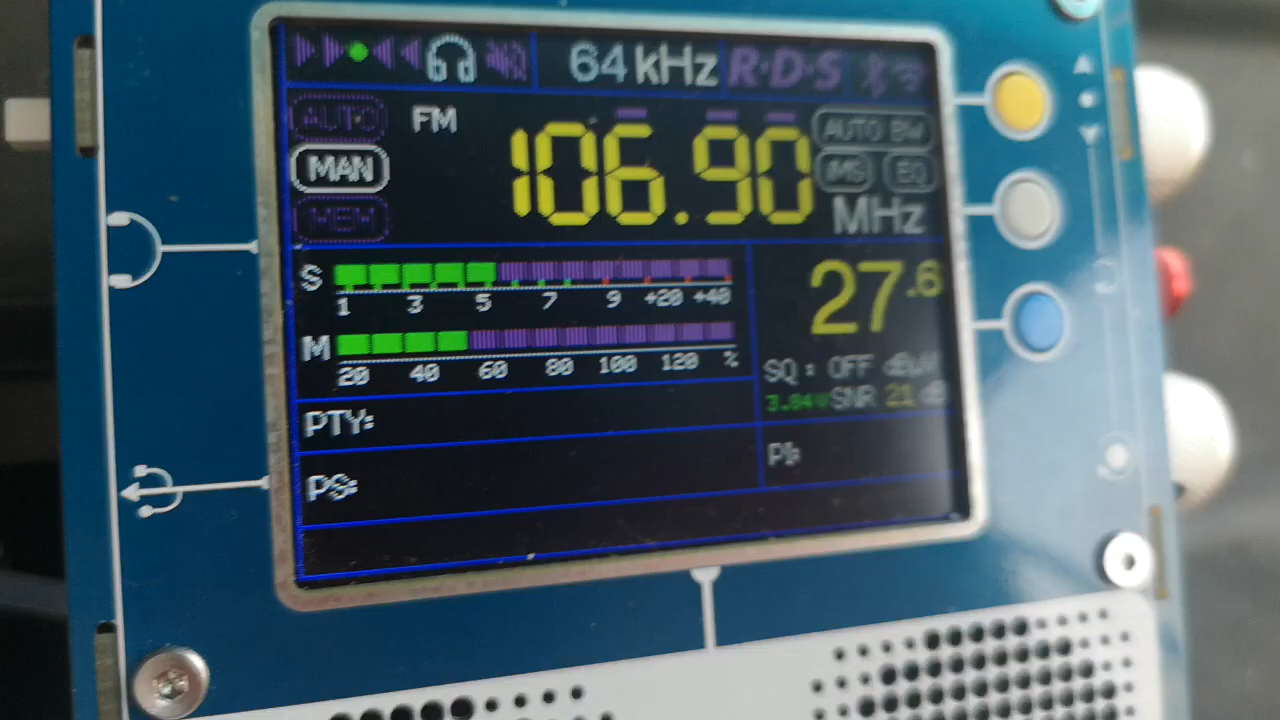 64 kHz R·D·S
AUTO FM 106.90 AUTO BW
MAN iMS EQ
MEM MHz
S 27.6
1 3 5 7 9 +20 +40
M
20 40 60 80 100 120 %
SQ: OFF dBµV
3.84V SNR 21 dB
PTY:
PI:
PS: